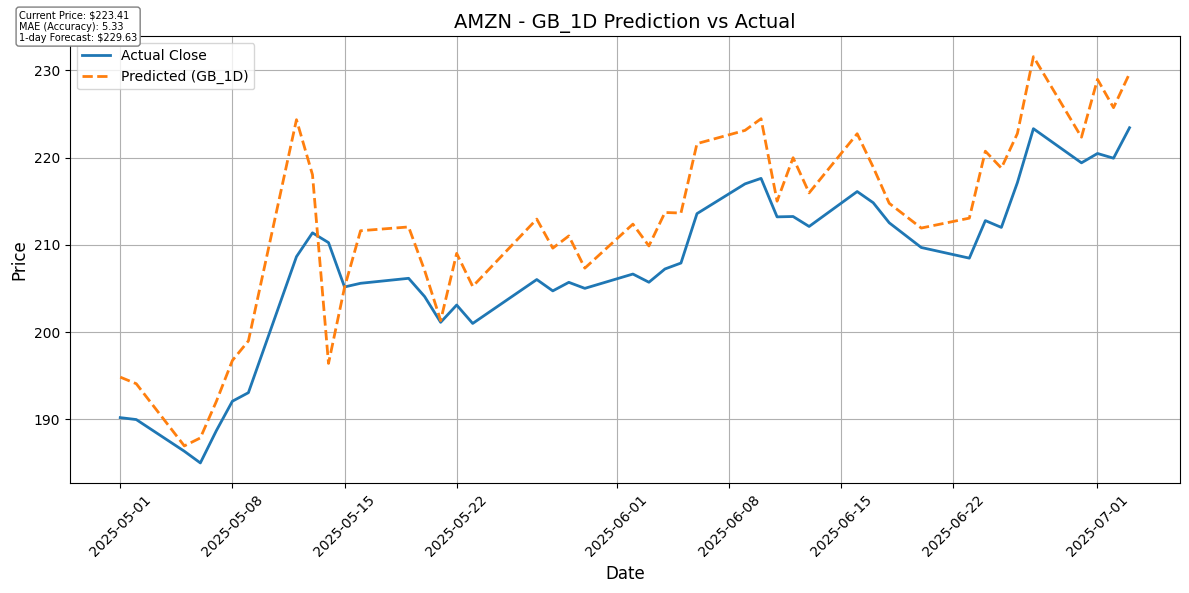 AMZN - GB_1D Prediction vs Actual
Current Price: $223.41
MAE (Accuracy): 5.33
1-day Forecast: $229.63
Actual Close
Predicted (GB_1D)
Price
230
220
210
200
190
2025-05-01
2025-05-08
2025-05-15
2025-05-22
2025-06-01
2025-06-08
2025-06-15
2025-06-22
2025-07-01
Date